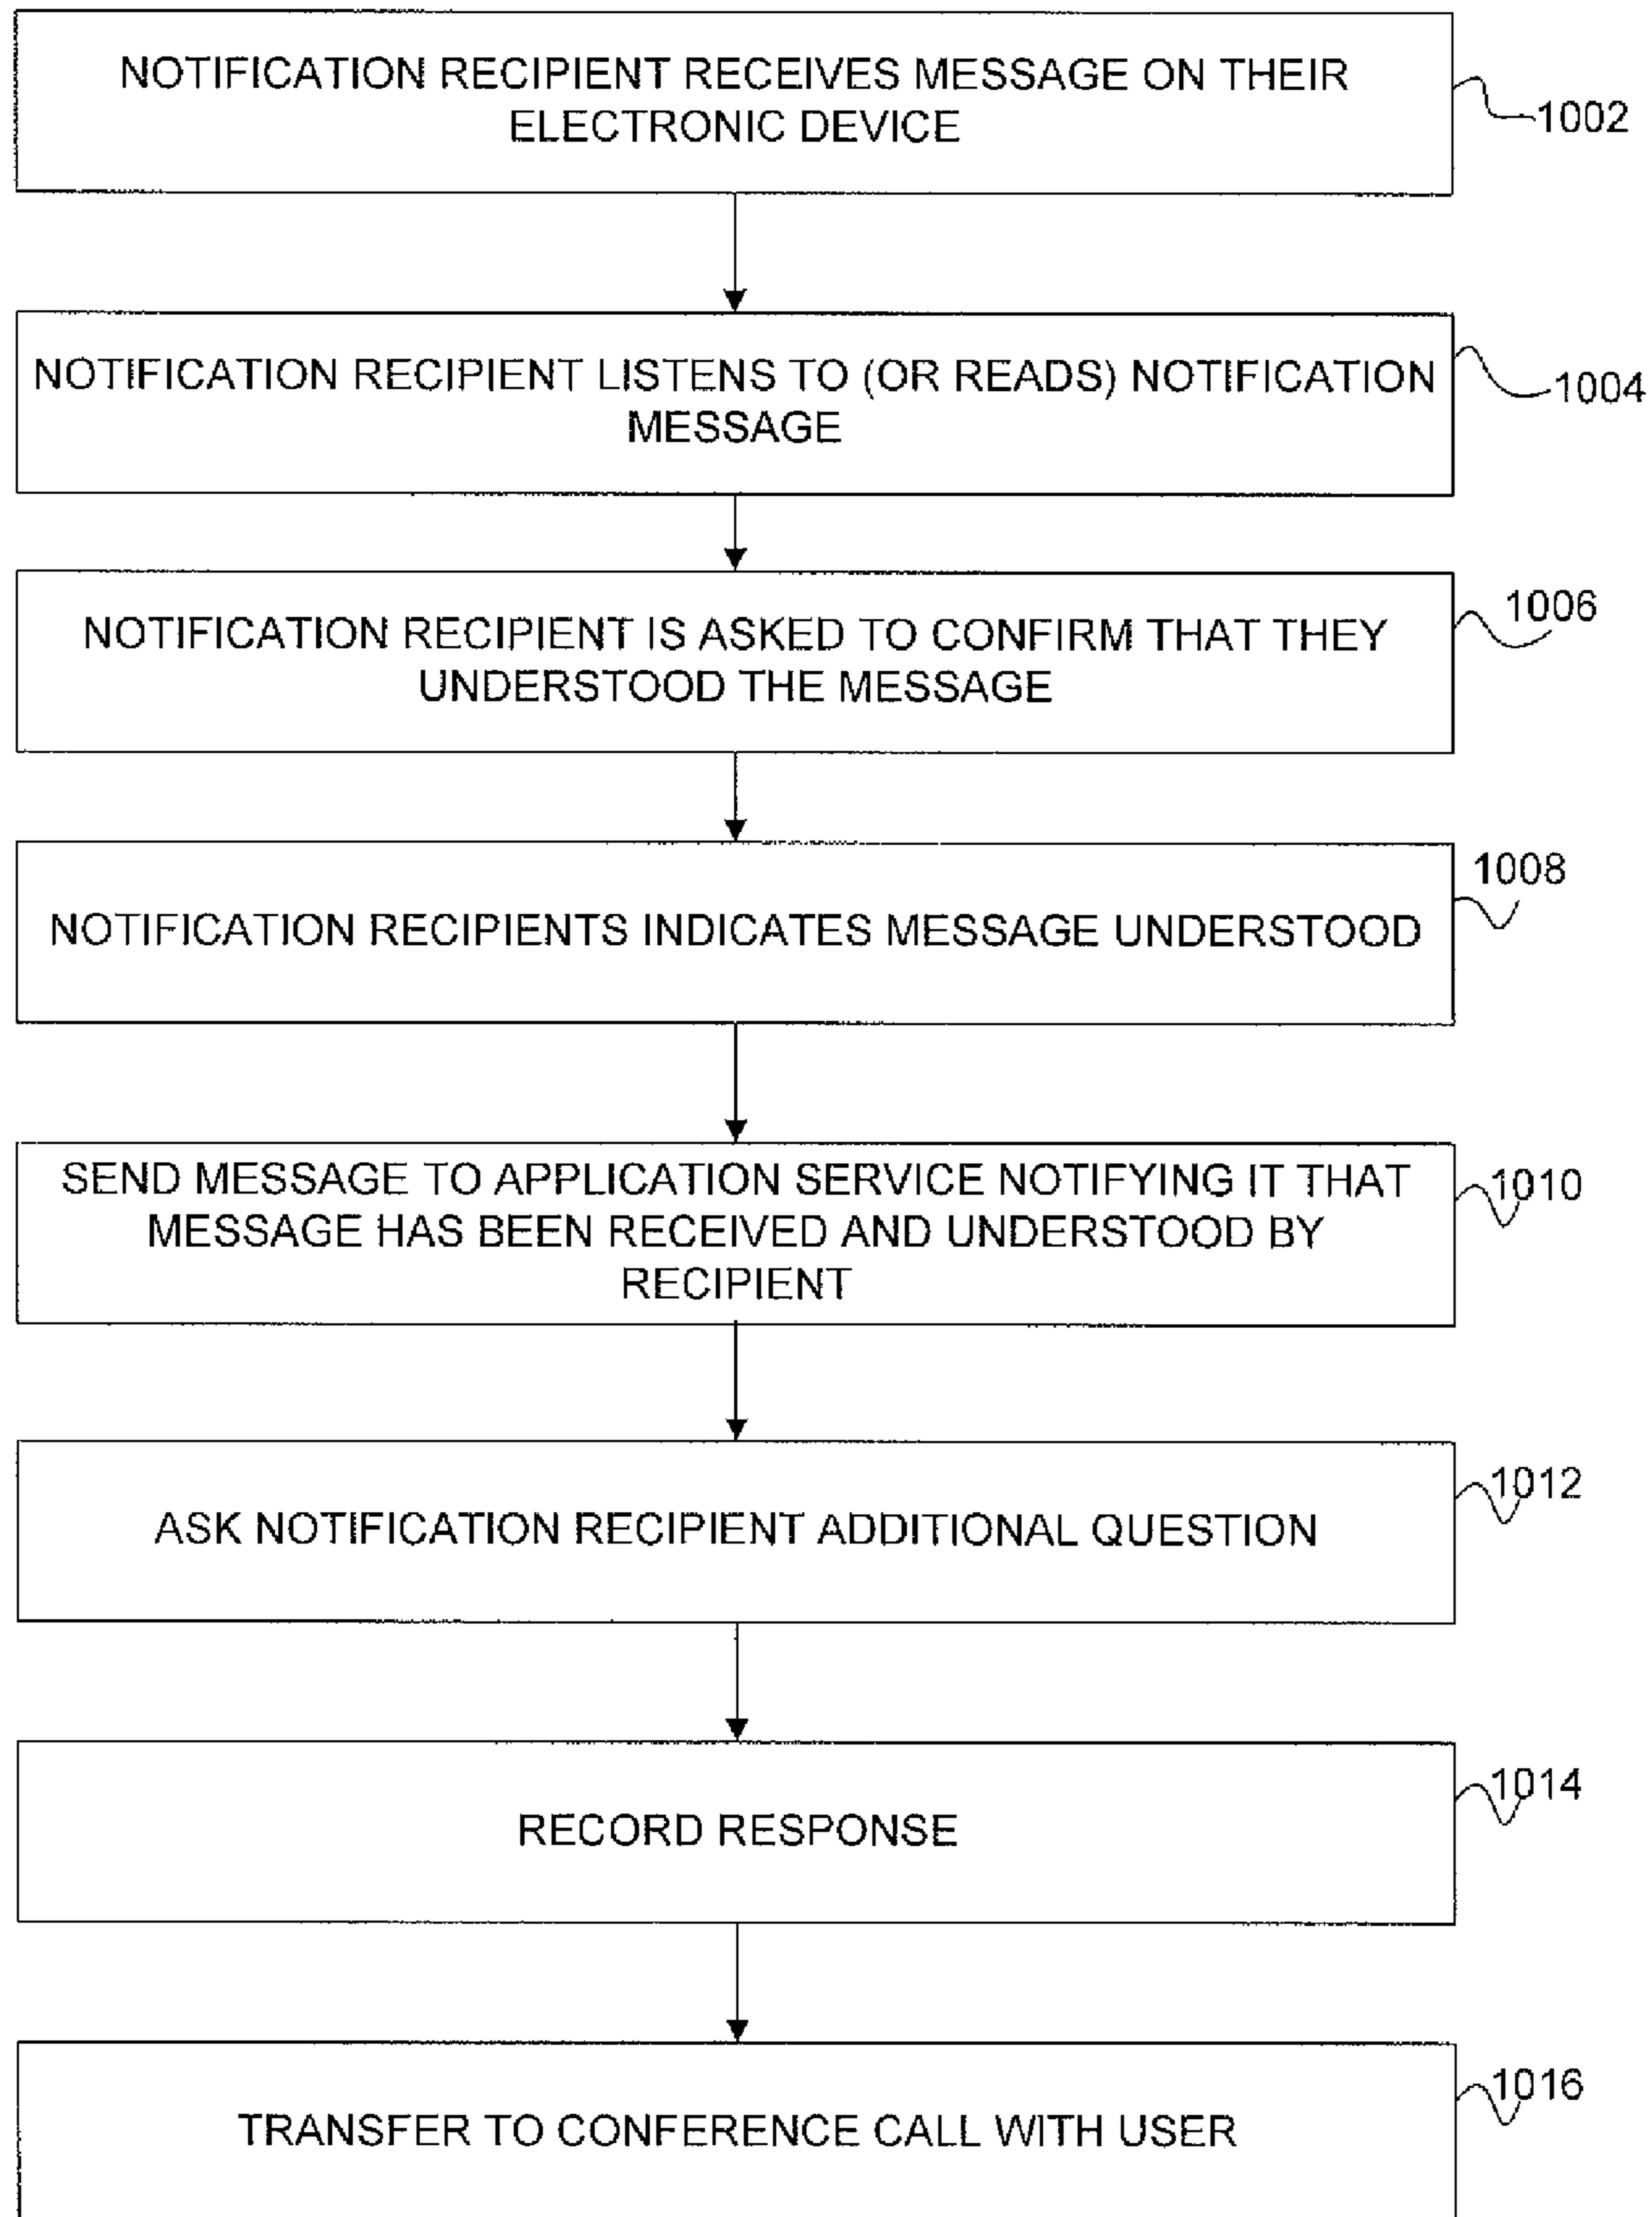 NOTIFICATION RECIPIENT RECEIVES MESSAGE ON THEIR
ELECTRONIC DEVICE
1002
NOTIFICATION RECIPIENT LISTENS TO (OR READS) NOTIFICATION
MESSAGE
1004
NOTIFICATION RECIPIENT IS ASKED TO CONFIRM THAT THEY
UNDERSTOOD THE MESSAGE
1006
NOTIFICATION RECIPIENTS INDICATES MESSAGE UNDERSTOOD
1008
SEND MESSAGE TO APPLICATION SERVICE NOTIFYING IT THAT
MESSAGE HAS BEEN RECEIVED AND UNDERSTOOD BY
RECIPIENT
1010
ASK NOTIFICATION RECIPIENT ADDITIONAL QUESTION
1012
RECORD RESPONSE
1014
TRANSFER TO CONFERENCE CALL WITH USER
1016